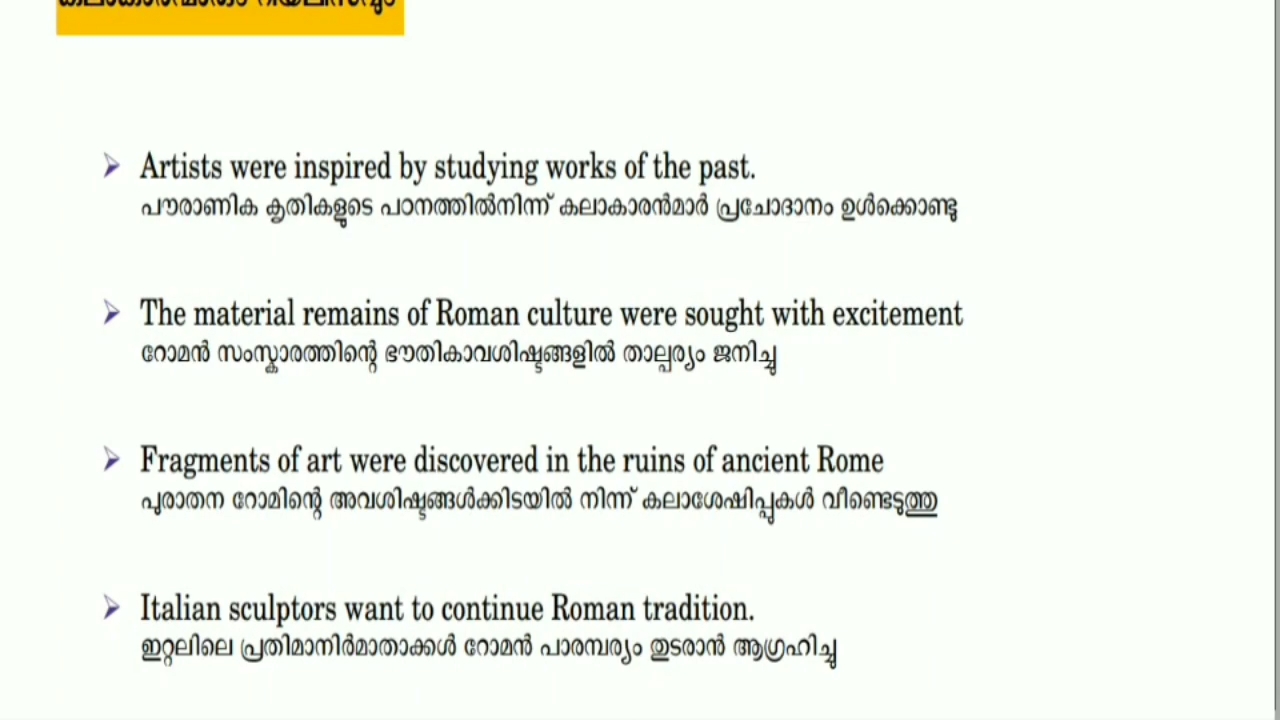 Artists were inspired by studying works of the past.
പൗരാണിക കൃതികളുടെ പഠനത്തിൽനിന്ന് കലാകാരൻമാർ പ്രചോദാനം ഉൾക്കൊണ്ടു
The material remains of Roman culture were sought with excitement
റോമൻ സംസ്കാരത്തിന്റെ ഭൗതികാവശിഷ്ടങ്ങളിൽ താല്പര്യം ജനിച്ചു
Fragments of art were discovered in the ruins of ancient Rome
പുരാതന റോമിന്റെ അവശിഷ്ടങ്ങൾക്കിടയിൽ നിന്ന് കലാശേഷിപ്പുകൾ വീണ്ടെടുത്തു
Italian sculptors want to continue Roman tradition.
ഇറ്റലിലെ പ്രതിമാനിർമാതാക്കൾ റോമൻ പാരമ്പര്യം തുടരാൻ ആഗ്രഹിച്ചു